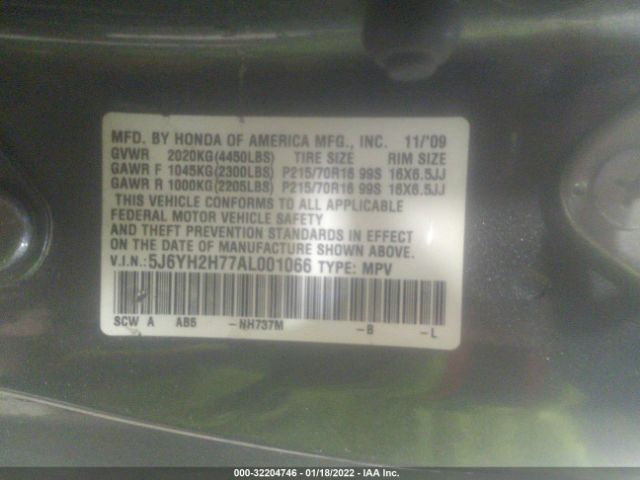 MFD. BY HONDA OF AMERICA MFG., INC. 11/'09
GVWR 2020KG(4450LBS) TIRE SIZE RIM SIZE
GAWR F 1045KG(2300LBS) P215/70R16 99S 16X6.5JJ
GAWR R 1000KG(2205LBS) P215/70R16 99S 16X6.5JJ
THIS VEHICLE CONFORMS TO ALL APPLICABLE
FEDERAL MOTOR VEHICLE SAFETY
AND THEFT PREVENTION STANDARDS IN EFFECT
ON THE DATE OF MANUFACTURE SHOWN ABOVE.
V.I.N.: 5J6YH2H77AL001066 TYPE: MPV
SCW A AB5 -NH737M -B -L
000-32204746 - 01/18/2022 - IAA Inc.